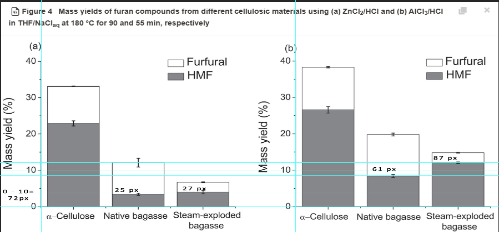 Figure 4 Mass yields of furan compounds from different cellulosic materials using (a) ZnCl₂/HCl and (b) AlCl₃/HCl
in THF/NaClaq at 180 °C for 90 and 55 min, respectively
(a)
Mass yield (%)
40
30
20
10
0
Furfural
HMF
0 10=
72px
25 px
27 px
α–Cellulose Native bagasse Steam-exploded
bagasse
(b)
Mass yield (%)
40
30
20
10
0
Furfural
HMF
61 px
87 px
α–Cellulose Native bagasse Steam-exploded
bagasse